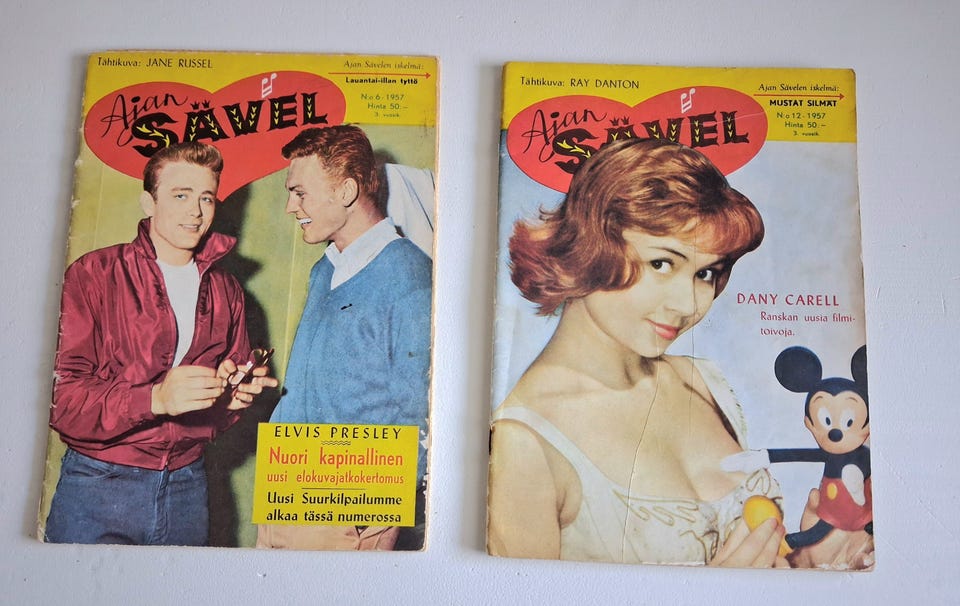 Tähtikuva: JANE RUSSEL
Ajan Sävelen iskelmä:
Lauantai-illan tyttö
N:o 6 - 1957
Hinta 50:-
3. vuosik.
Ajan
SÄVEL
ELVIS PRESLEY
Nuori kapinallinen
uusi elokuvajatkokertomus
Uusi Suurkilpailumme
alkaa tässä numerossa
Tähtikuva: RAY DANTON
Ajan Sävelen iskelmä:
MUSTAT SILMÄT
N:o 12 - 1957
Hinta 50:-
3. vuosik.
Ajan
SÄVEL
DANY CARELL
Ranskan uusia filmi-
toivoja.